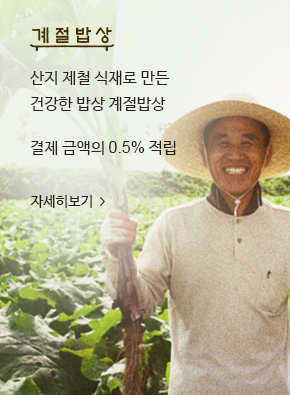 계절밥상
산지 제철 식재로 만든
건강한 밥상 계절밥상
결제 금액의 0.5% 적립
자세히보기 >